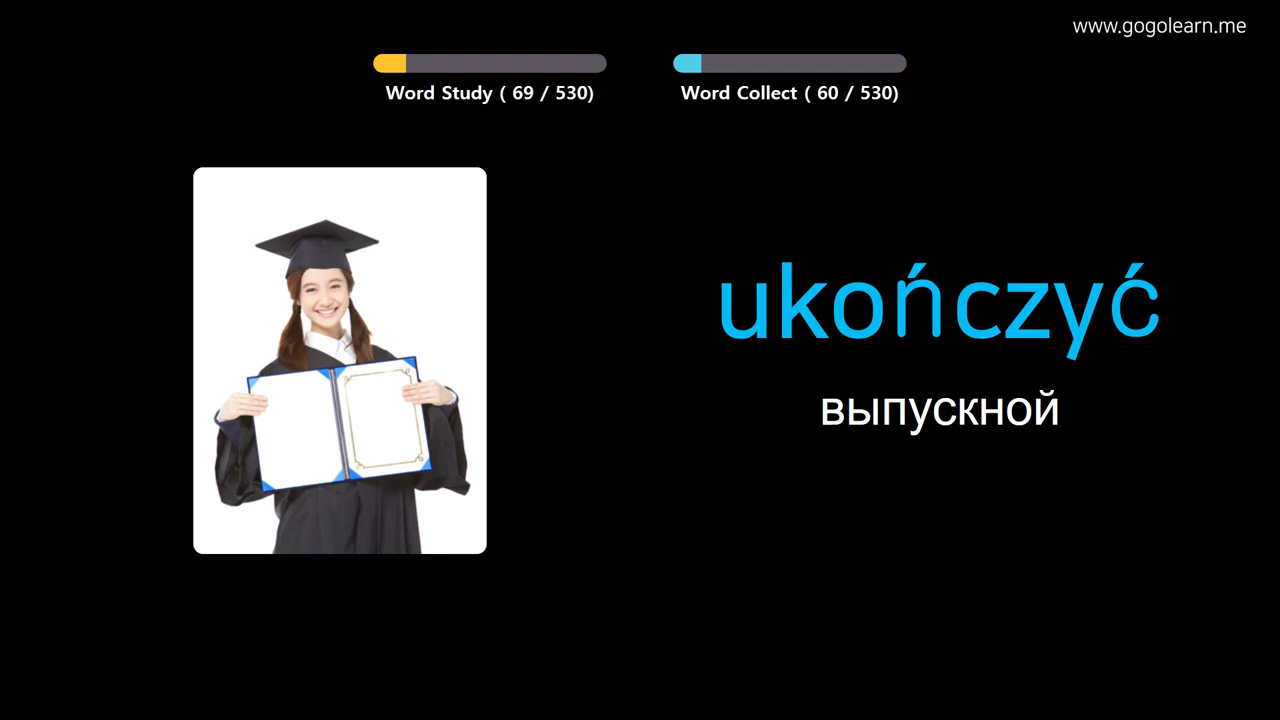 www.gogolearn.me
Word Study ( 69 / 530)
Word Collect ( 60 / 530)
ukończyć
выпускной